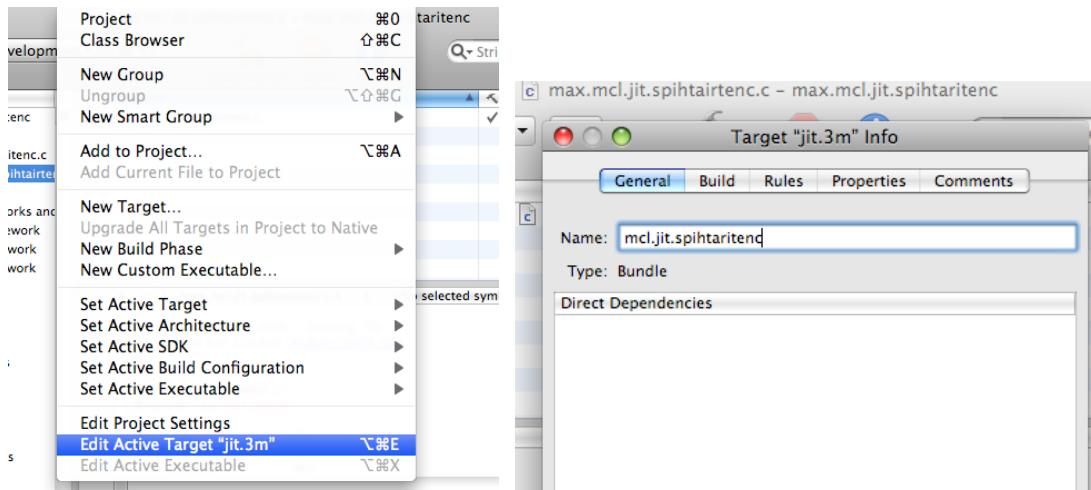 Project ⌘0
Class Browser ⇧⌘C
New Group ⌥⌘N
Ungroup ⌥⇧⌘G
New Smart Group
Add to Project... ⌥⌘A
Add Current File to Project
New Target...
Upgrade All Targets in Project to Native
New Build Phase
New Custom Executable...
Set Active Target
Set Active Architecture
Set Active SDK
Set Active Build Configuration
Set Active Executable
Edit Project Settings
Edit Active Target “jit.3m” ⌥⌘E
Edit Active Executable ⌥⌘X
taritenc
velopm
Stri
tenc
itenc.c
pihtairte
orks and
ework
work
work
selected sym
s
max.mcl.jit.spihtairtenc.c – max.mcl.jit.spihtaritenc
Target “jit.3m” Info
General Build Rules Properties Comments
Name: mcl.jit.spihtaritenc
Type: Bundle
Direct Dependencies